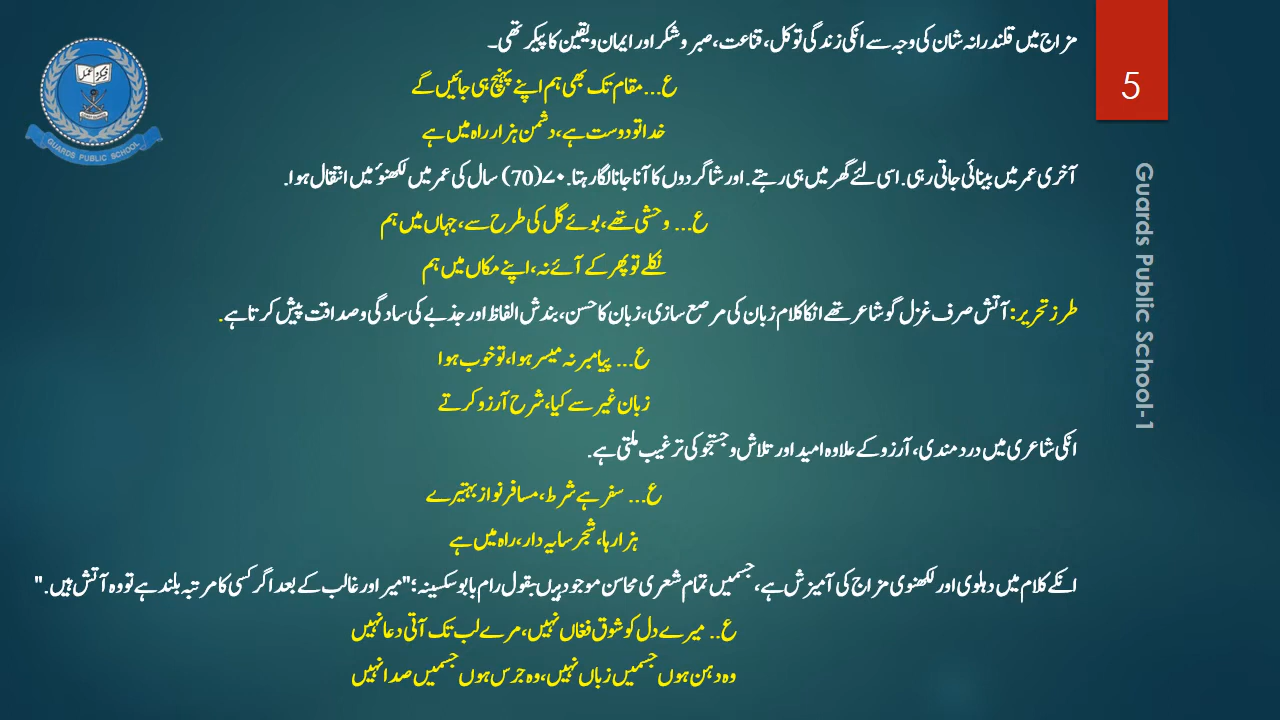 مزاج میں قلندرانہ شان کی وجہ سے انکی زندگی توکل، قناعت، صبر و شکر اور ایمان و یقین کا پیکر تھی۔
ع... مقام تک بھی ہم اپنے پہنچ ہی جائیں گے
خدا تو دوست ہے، دشمن ہزار راہ میں ہے
آخری عمر میں بینائی جاتی رہی. اسی لئے گھر میں ہی رہتے. اور شاگردوں کا آنا جانا لگا رہتا. ۷۰(70) سال کی عمر میں لکھنؤ میں انتقال ہوا.
ع... وحشی تھے، بوئے گل کی طرح سے، جہاں میں ہم
نکلے تو پھر کے آئے نہ، اپنے مکاں میں ہم
طرز تحریر: آتش صرف غزل گو شاعر تھے انکا کلام زبان کی مرصع سازی، زبان کا حسن، بندش الفاظ اور جذبے کی سادگی و صداقت پیش کرتا ہے.
ع... پیامبر نہ میسر ہوا، تو خوب ہوا
زبان غیر سے کیا، شرح آرزو کرتے
انکی شاعری میں درد مندی، آرزو کے علاوہ امید اور تلاش و جستجو کی ترغیب ملتی ہے.
ع... سفر ہے شرط، مسافر نواز بہتیرے
ہزار ہا، شجر سایہ دار، راہ میں ہے
انکے کلام میں دہلوی اور لکھنوی مزاج کی آمیزش ہے، جسمیں تمام شعری محاسن موجود ہیں بقول رام بابو سکسینہ؛ "میر اور غالب کے بعد اگر کسی کا مرتبہ بلند ہے تو وہ آتش ہیں."
ع.. میرے دل کو شوق فغاں نہیں، مرے لب تک آتی دعا نہیں
وہ دہن ہوں جسمیں زباں نہیں، وہ جرس ہوں جسمیں صدا نہیں
5
Guards Public School-1
GUARDS PUBLIC SCHOOL